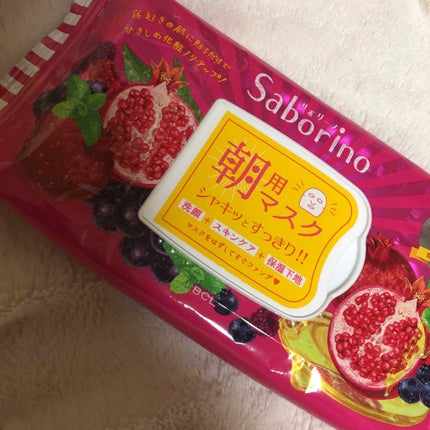 寝起きの肌に貼るだけで
ひきしめ化粧ノリアップ!
Saborino
サボリーノ
朝用マスク
シャキッとすっきり!!
洗顔+スキンケア+保湿下地
マスクをはずしてすぐファンデ♥
BCL